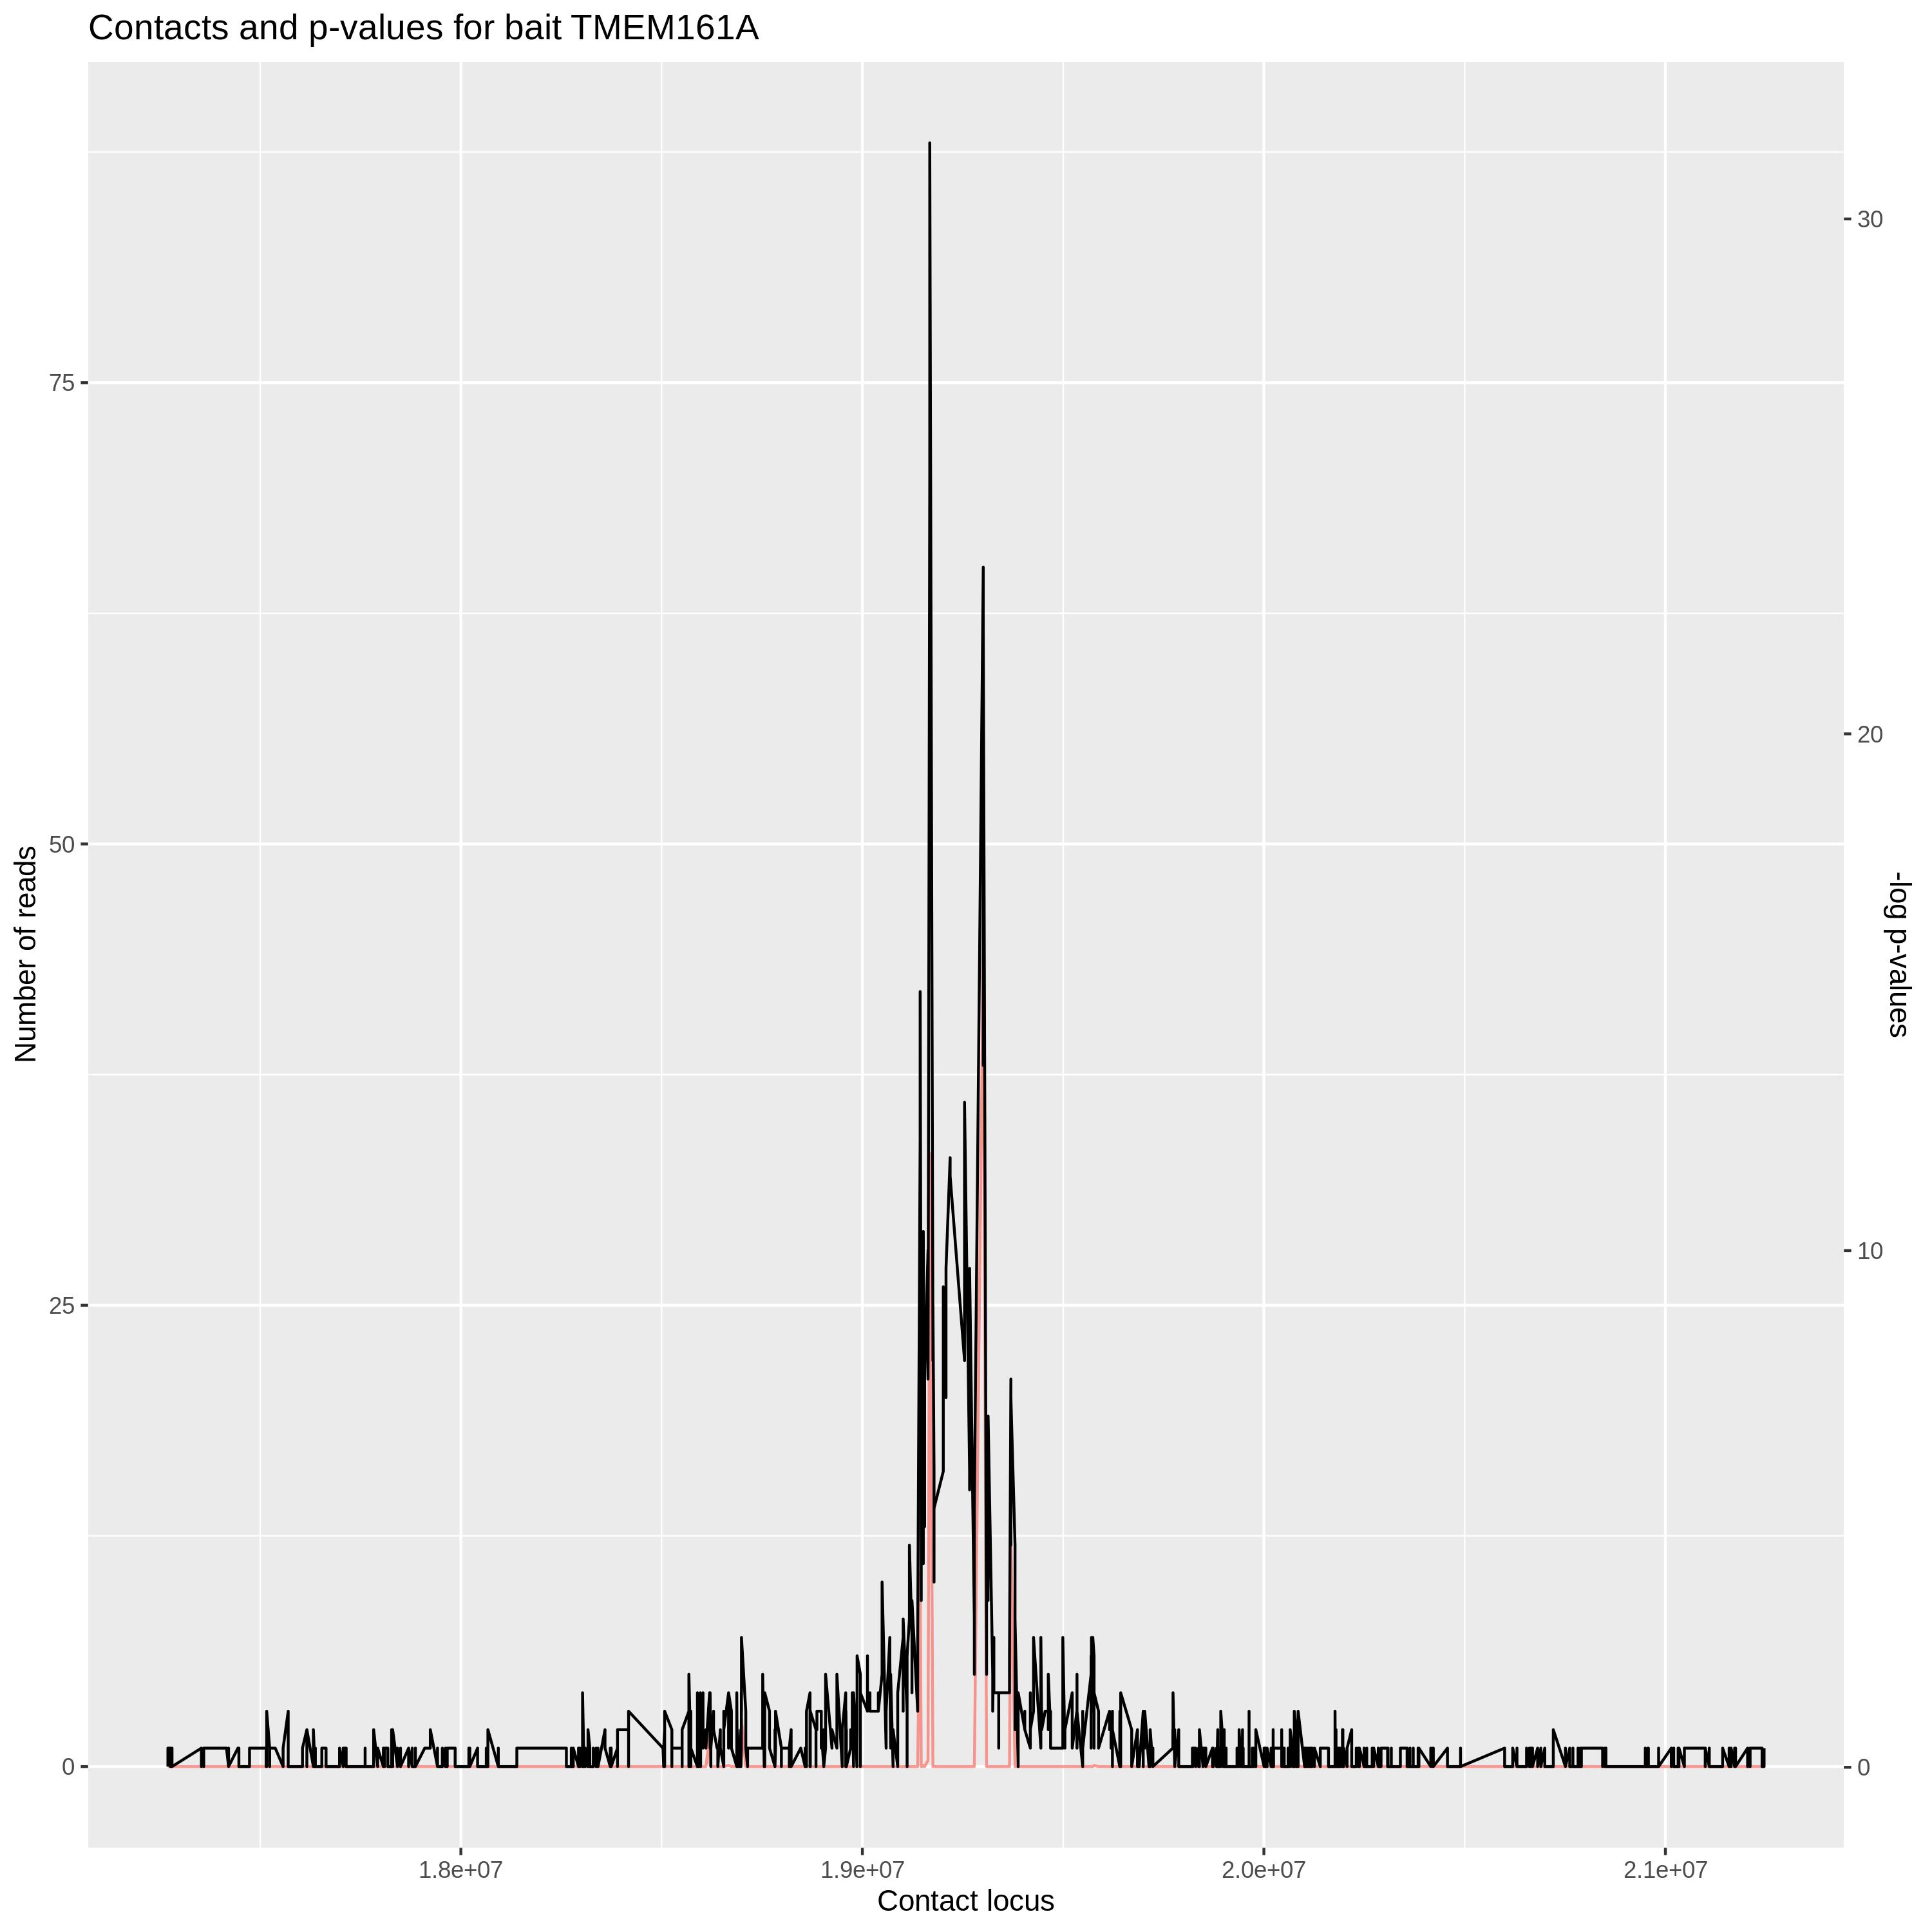 Contacts and p-values for bait TMEM161A
Number of reads
75
50
25
0
30
20
10
0
-log p-values
1.8e+07
1.9e+07
2.0e+07
2.1e+07
Contact locus